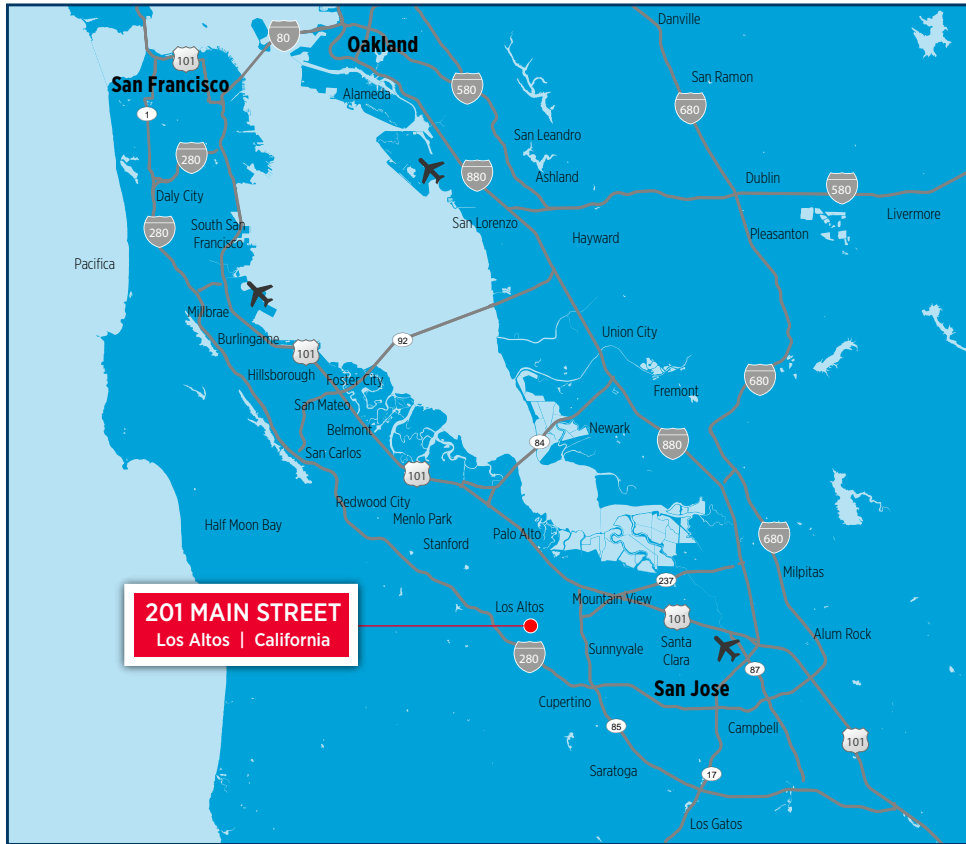 Danville
80
Oakland
101
San Francisco
San Ramon
580
Alameda
680
1
San Leandro
280
880
Ashland
Dublin
580
Daly City
Livermore
South San
Francisco
San Lorenzo
280
Hayward
Pleasanton
Pacifica
Millbrae
Burlingame
92
Union City
101
Hillsborough
Foster City
680
Fremont
San Mateo
Belmont
Newark
84
880
San Carlos
101
Redwood City
Menlo Park
Half Moon Bay
Palo Alto
Stanford
680
Milpitas
237
Mountain View
Los Altos
201 MAIN STREET
Los Altos | California
101
Alum Rock
Sunnyvale
Santa
Clara
280
87
San Jose
Cupertino
85
Campbell
101
Saratoga
17
Los Gatos